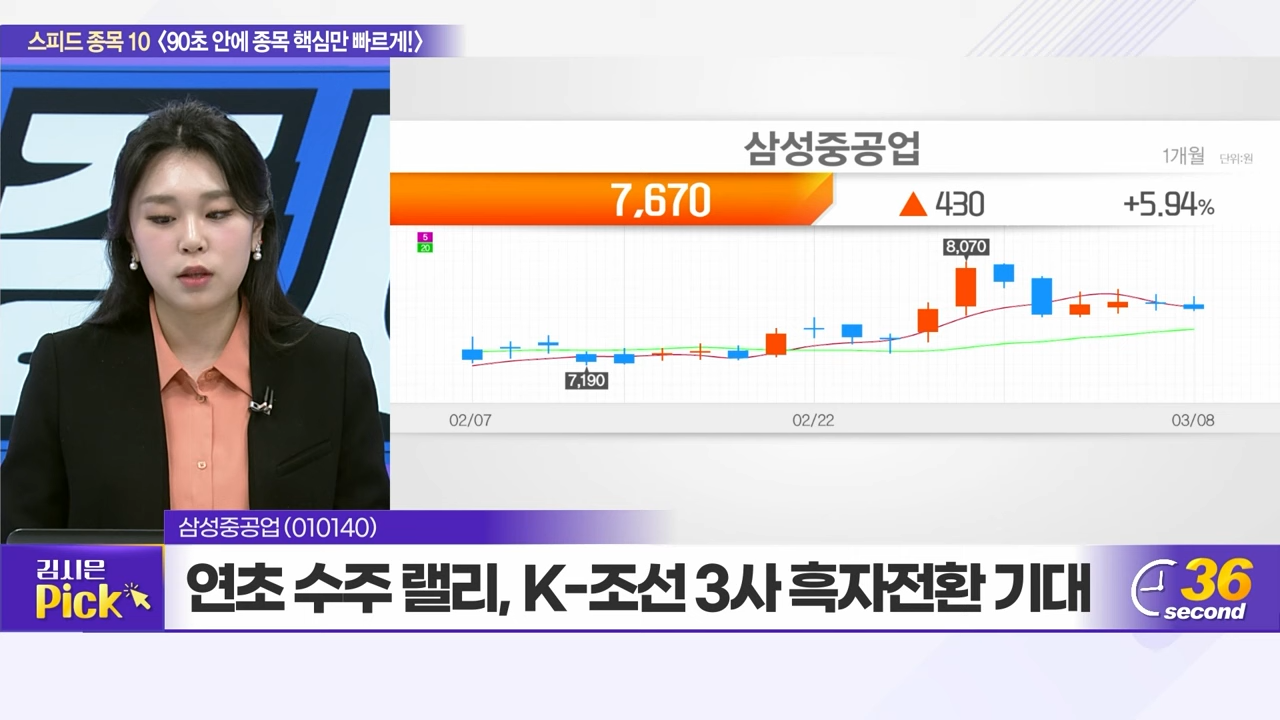 스피드 종목 10 〈90초 안에 종목 핵심만 빠르게!〉
삼성중공업
1개월 단위:원
7,670 ▲ 430 +5.94%
5
20
8,070
7,190
02/07 02/22 03/08
삼성중공업(010140)
김시은
Pick
연초 수주 랠리, K-조선 3사 흑자전환 기대
36
second